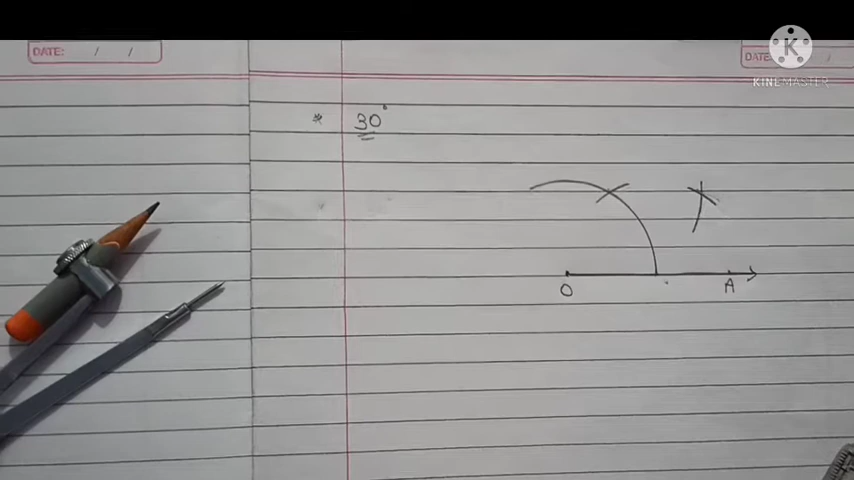 DATE: / /
DATE: /
KINEMASTER
* 30°
O A